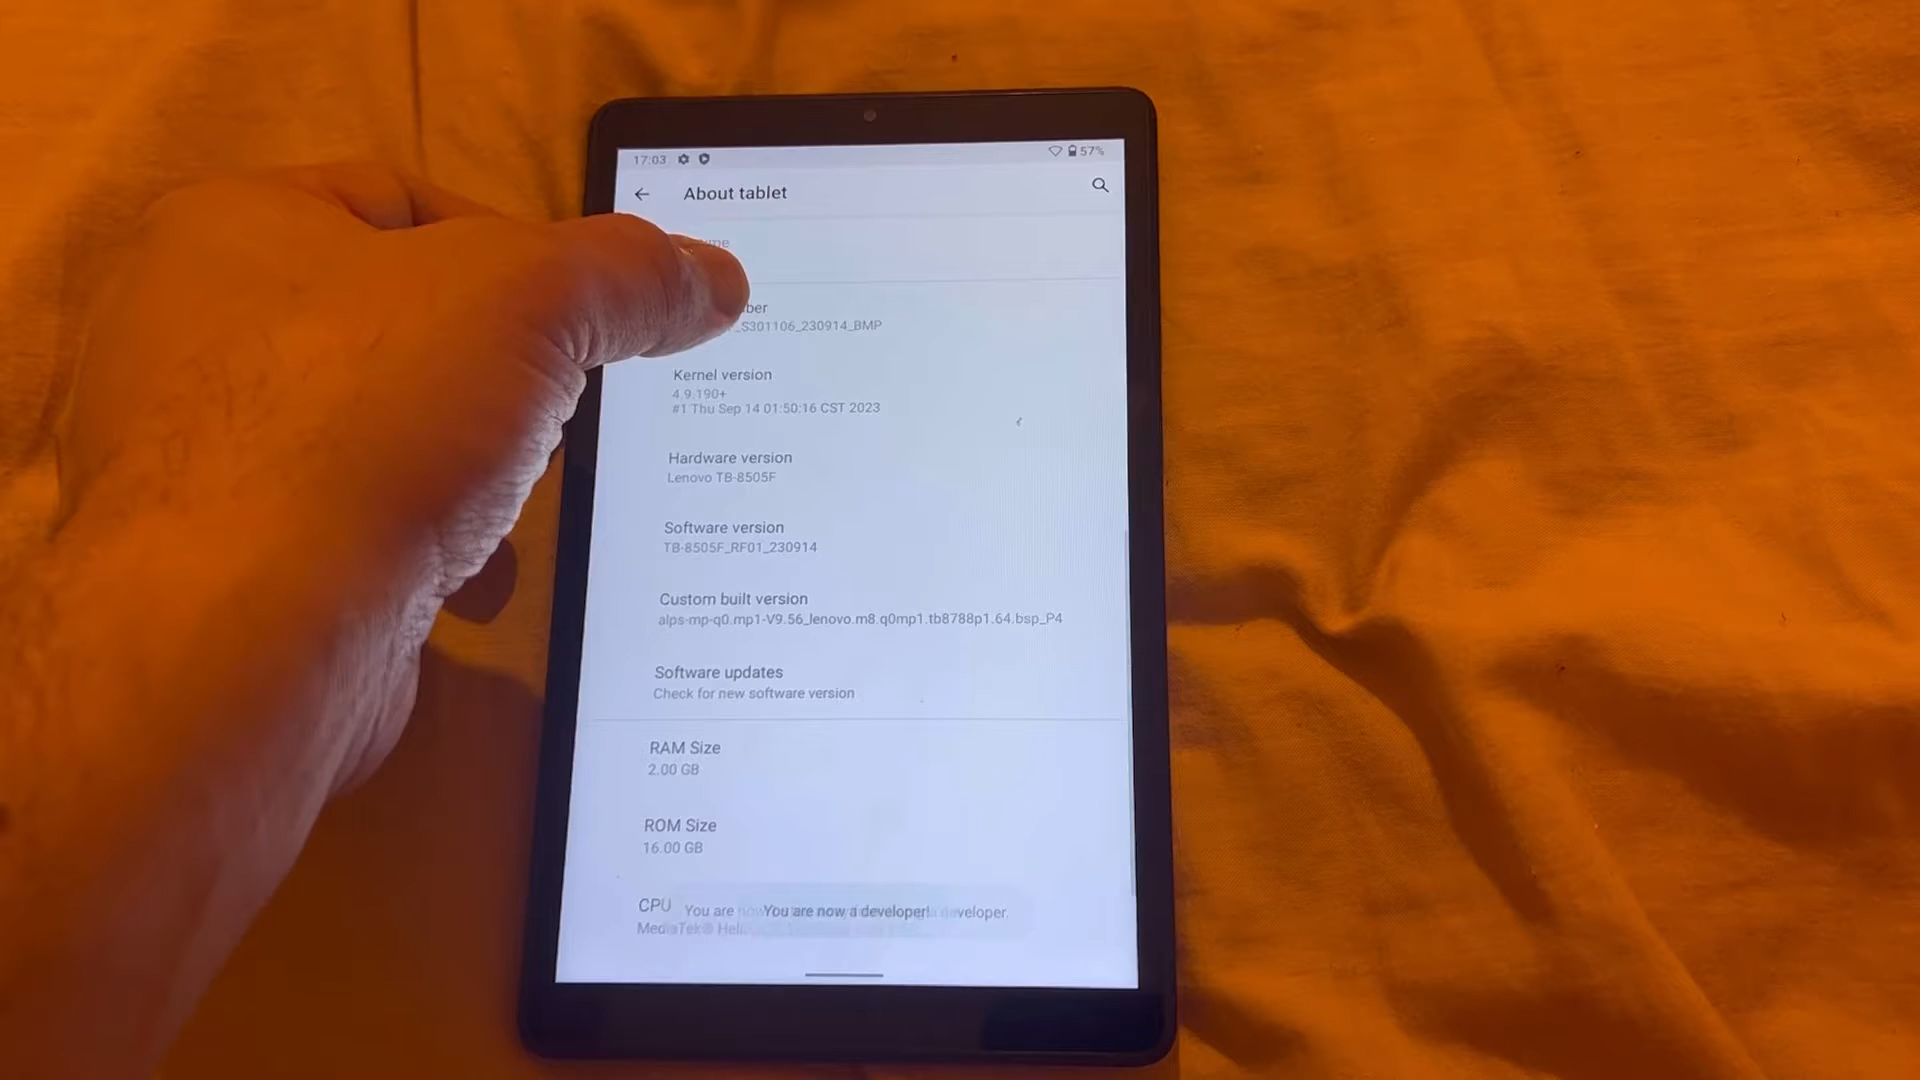 17:03 57%
About tablet
S301106_230914_BMP
Kernel version
4.9.190+
#1 Thu Sep 14 01:50:16 CST 2023
Hardware version
Lenovo TB-8505F
Software version
TB-8505F_RF01_230914
Custom built version
alps-mp-q0.mp1-V9.56_lenovo.m8.q0mp1.tb8788p1.64.bsp_P4
Software updates
Check for new software version
RAM Size
2.00 GB
ROM Size
16.00 GB
CPU
You are now a developer!
MediaTek®